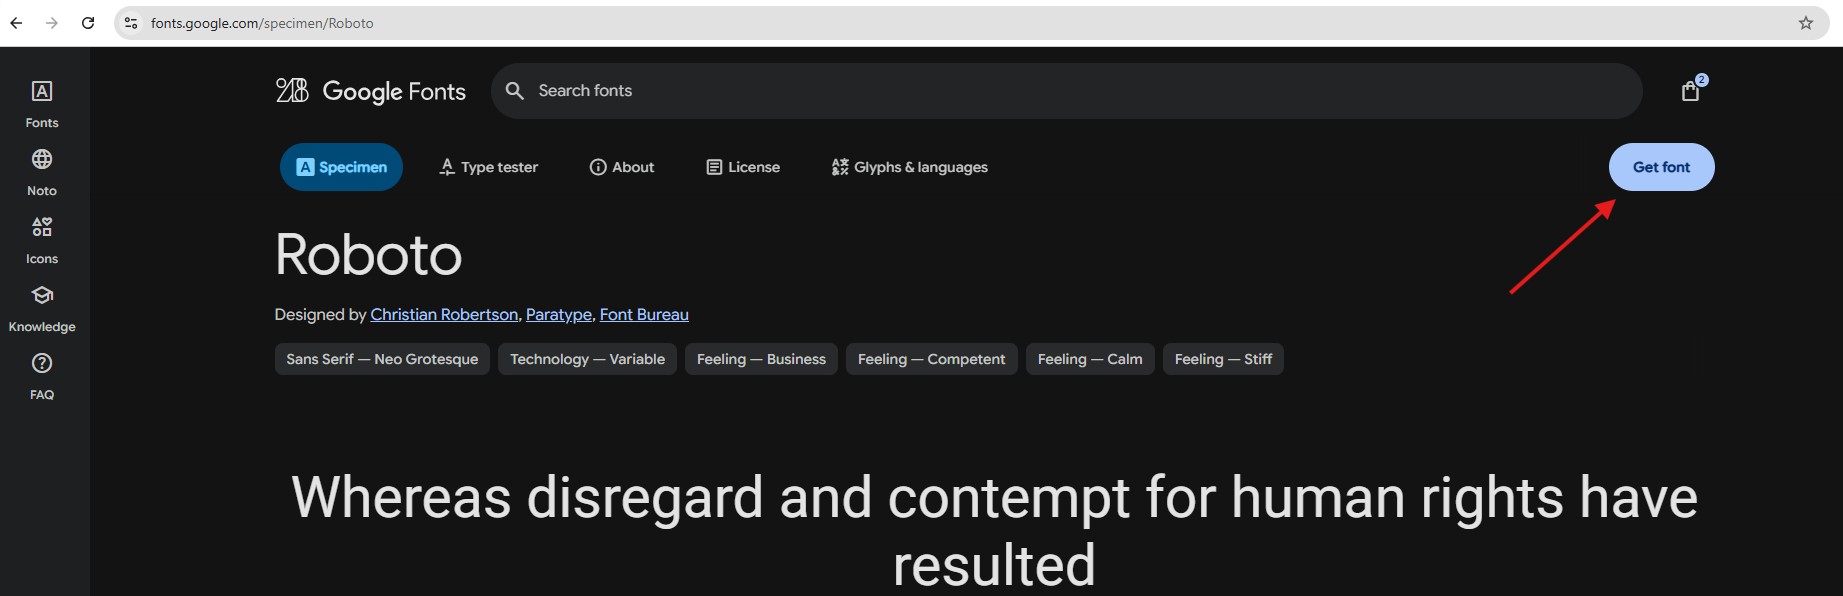 fonts.google.com/specimen/Roboto
Google Fonts
Search fonts
2
Fonts
Noto
Icons
Knowledge
FAQ
Specimen
Type tester
About
License
Glyphs & languages
Get font
Roboto
Designed by Christian Robertson, Paratype, Font Bureau
Sans Serif — Neo Grotesque
Technology — Variable
Feeling — Business
Feeling — Competent
Feeling — Calm
Feeling — Stiff
Whereas disregard and contempt for human rights have
resulted